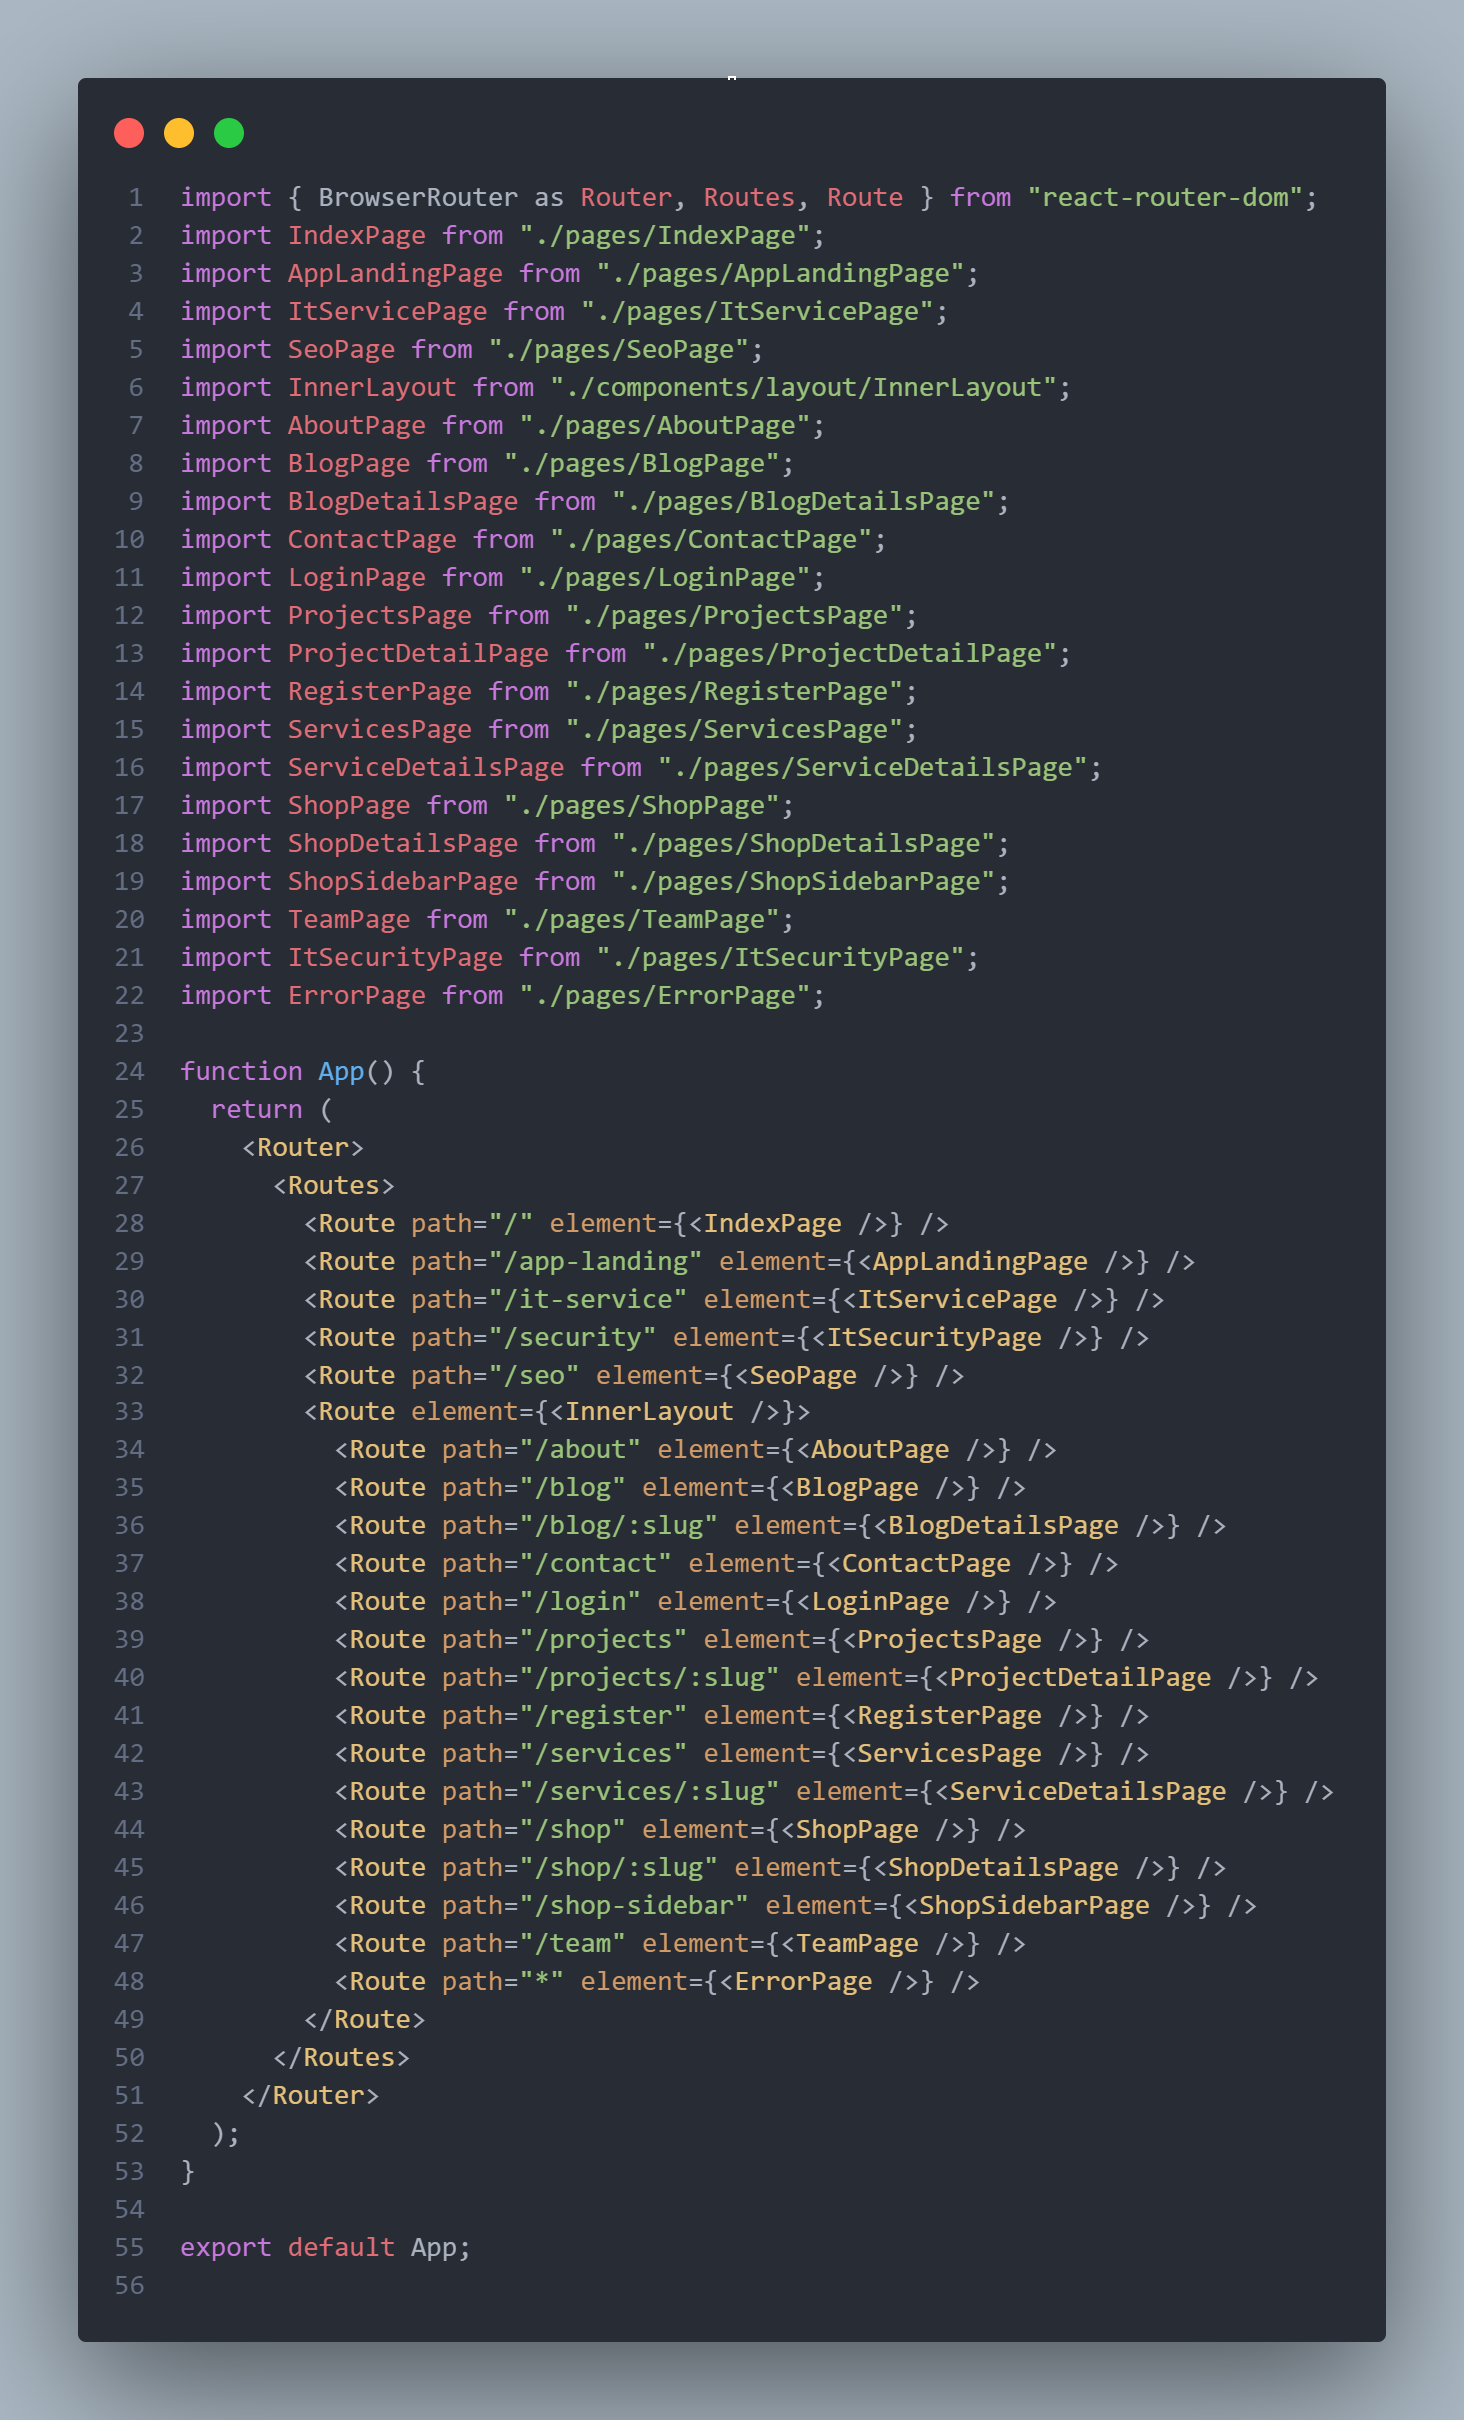 1 import { BrowserRouter as Router, Routes, Route } from "react-router-dom";
2 import IndexPage from "./pages/IndexPage";
3 import AppLandingPage from "./pages/AppLandingPage";
4 import ItServicePage from "./pages/ItServicePage";
5 import SeoPage from "./pages/SeoPage";
6 import InnerLayout from "./components/layout/InnerLayout";
7 import AboutPage from "./pages/AboutPage";
8 import BlogPage from "./pages/BlogPage";
9 import BlogDetailsPage from "./pages/BlogDetailsPage";
10 import ContactPage from "./pages/ContactPage";
11 import LoginPage from "./pages/LoginPage";
12 import ProjectsPage from "./pages/ProjectsPage";
13 import ProjectDetailPage from "./pages/ProjectDetailPage";
14 import RegisterPage from "./pages/RegisterPage";
15 import ServicesPage from "./pages/ServicesPage";
16 import ServiceDetailsPage from "./pages/ServiceDetailsPage";
17 import ShopPage from "./pages/ShopPage";
18 import ShopDetailsPage from "./pages/ShopDetailsPage";
19 import ShopSidebarPage from "./pages/ShopSidebarPage";
20 import TeamPage from "./pages/TeamPage";
21 import ItSecurityPage from "./pages/ItSecurityPage";
22 import ErrorPage from "./pages/ErrorPage";
23
24 function App() {
25   return (
26     <Router>
27       <Routes>
28         <Route path="/" element={<IndexPage />} />
29         <Route path="/app-landing" element={<AppLandingPage />} />
30         <Route path="/it-service" element={<ItServicePage />} />
31         <Route path="/security" element={<ItSecurityPage />} />
32         <Route path="/seo" element={<SeoPage />} />
33         <Route element={<InnerLayout />}>
34           <Route path="/about" element={<AboutPage />} />
35           <Route path="/blog" element={<BlogPage />} />
36           <Route path="/blog/:slug" element={<BlogDetailsPage />} />
37           <Route path="/contact" element={<ContactPage />} />
38           <Route path="/login" element={<LoginPage />} />
39           <Route path="/projects" element={<ProjectsPage />} />
40           <Route path="/projects/:slug" element={<ProjectDetailPage />} />
41           <Route path="/register" element={<RegisterPage />} />
42           <Route path="/services" element={<ServicesPage />} />
43           <Route path="/services/:slug" element={<ServiceDetailsPage />} />
44           <Route path="/shop" element={<ShopPage />} />
45           <Route path="/shop/:slug" element={<ShopDetailsPage />} />
46           <Route path="/shop-sidebar" element={<ShopSidebarPage />} />
47           <Route path="/team" element={<TeamPage />} />
48           <Route path="*" element={<ErrorPage />} />
49         </Route>
50       </Routes>
51     </Router>
52   );
53 }
54
55 export default App;
56